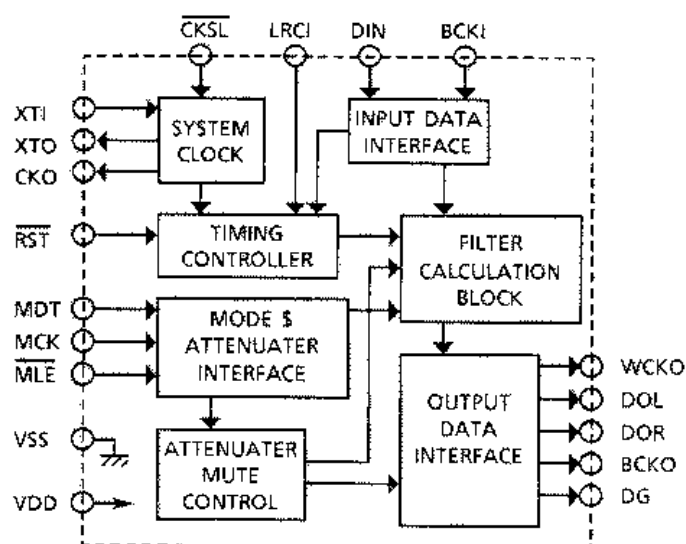 CKSL LRCI DIN BCKI
XTI
XTO
CKO
SYSTEM
CLOCK
INPUT DATA
INTERFACE
RST
TIMING
CONTROLLER
FILTER
CALCULATION
BLOCK
MDT
MCK
MLE
MODE $
ATTENUATER
INTERFACE
OUTPUT
DATA
INTERFACE
WCKO
DOL
DOR
BCKO
DG
VSS
VDD
ATTENUATER
MUTE
CONTROL